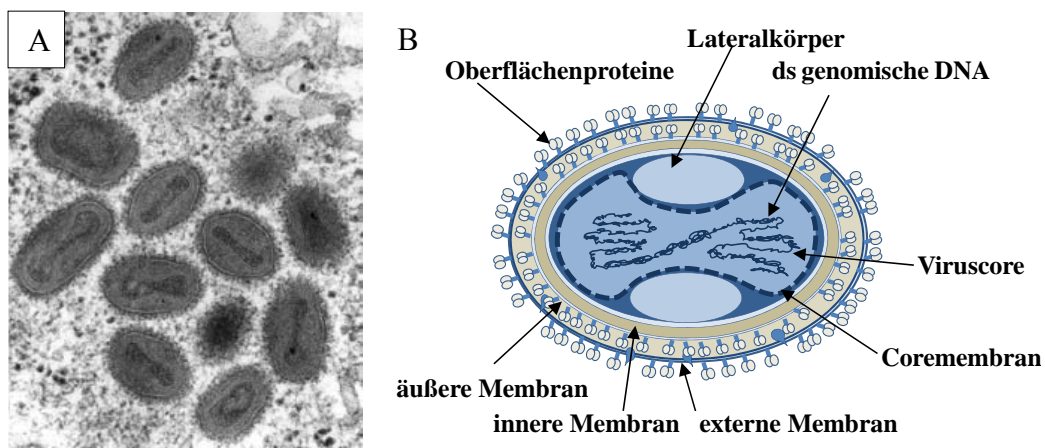 A
B
Lateralkörper
Oberflächenproteine
ds genomische DNA
Viruscore
Coremembran
äußere Membran
innere Membran
externe Membran